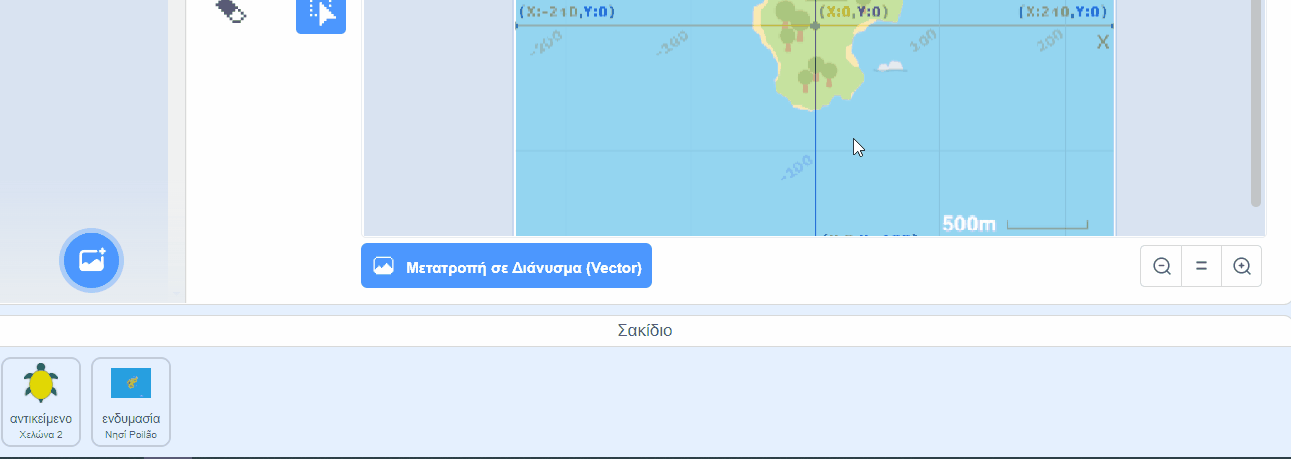 (X:-210,Y:0) (X:0,Y:0) (X:210,Y:0)
-200 -100 100 200 X
-100
500m
Μετατροπή σε Διάνυσμα (Vector)
Σακίδιο
αντικείμενο ενδυμασία
Χελώνα 2 Νησί Poilão